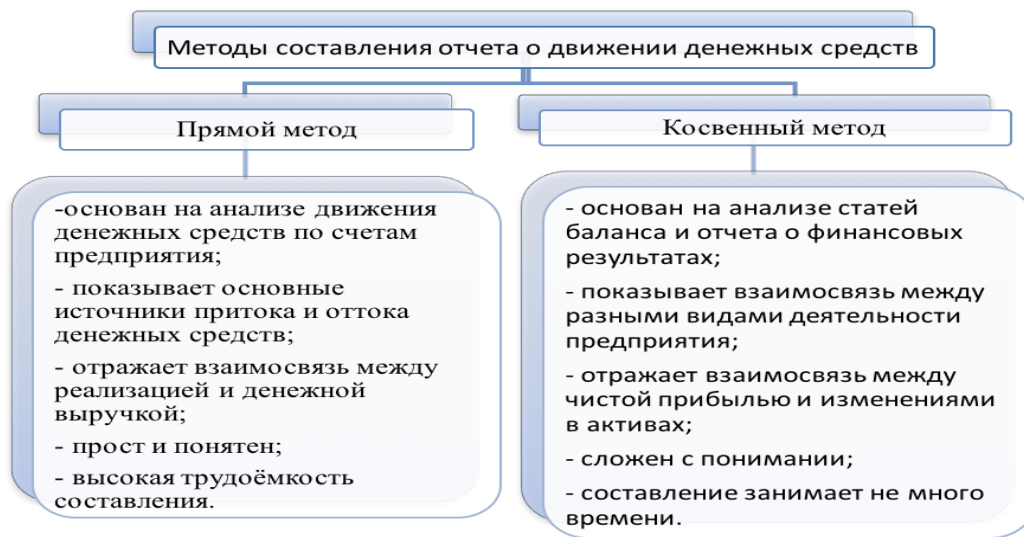 Методы составления отчета о движении денежных средств
Прямой метод
-основан на анализе движения
денежных средств по счетам
предприятия;
- показывает основные
источники притока и оттока
денежных средств;
- отражает взаимосвязь между
реализацией и денежной
выручкой;
- прост и понятен;
- высокая трудоёмкость
составления.
Косвенный метод
- основан на анализе статей
баланса и отчета о финансовых
результатах;
- показывает взаимосвязь между
разными видами деятельности
предприятия;
- отражает взаимосвязь между
чистой прибылью и изменениями
в активах;
- сложен с понимании;
- составление занимает не много
времени.